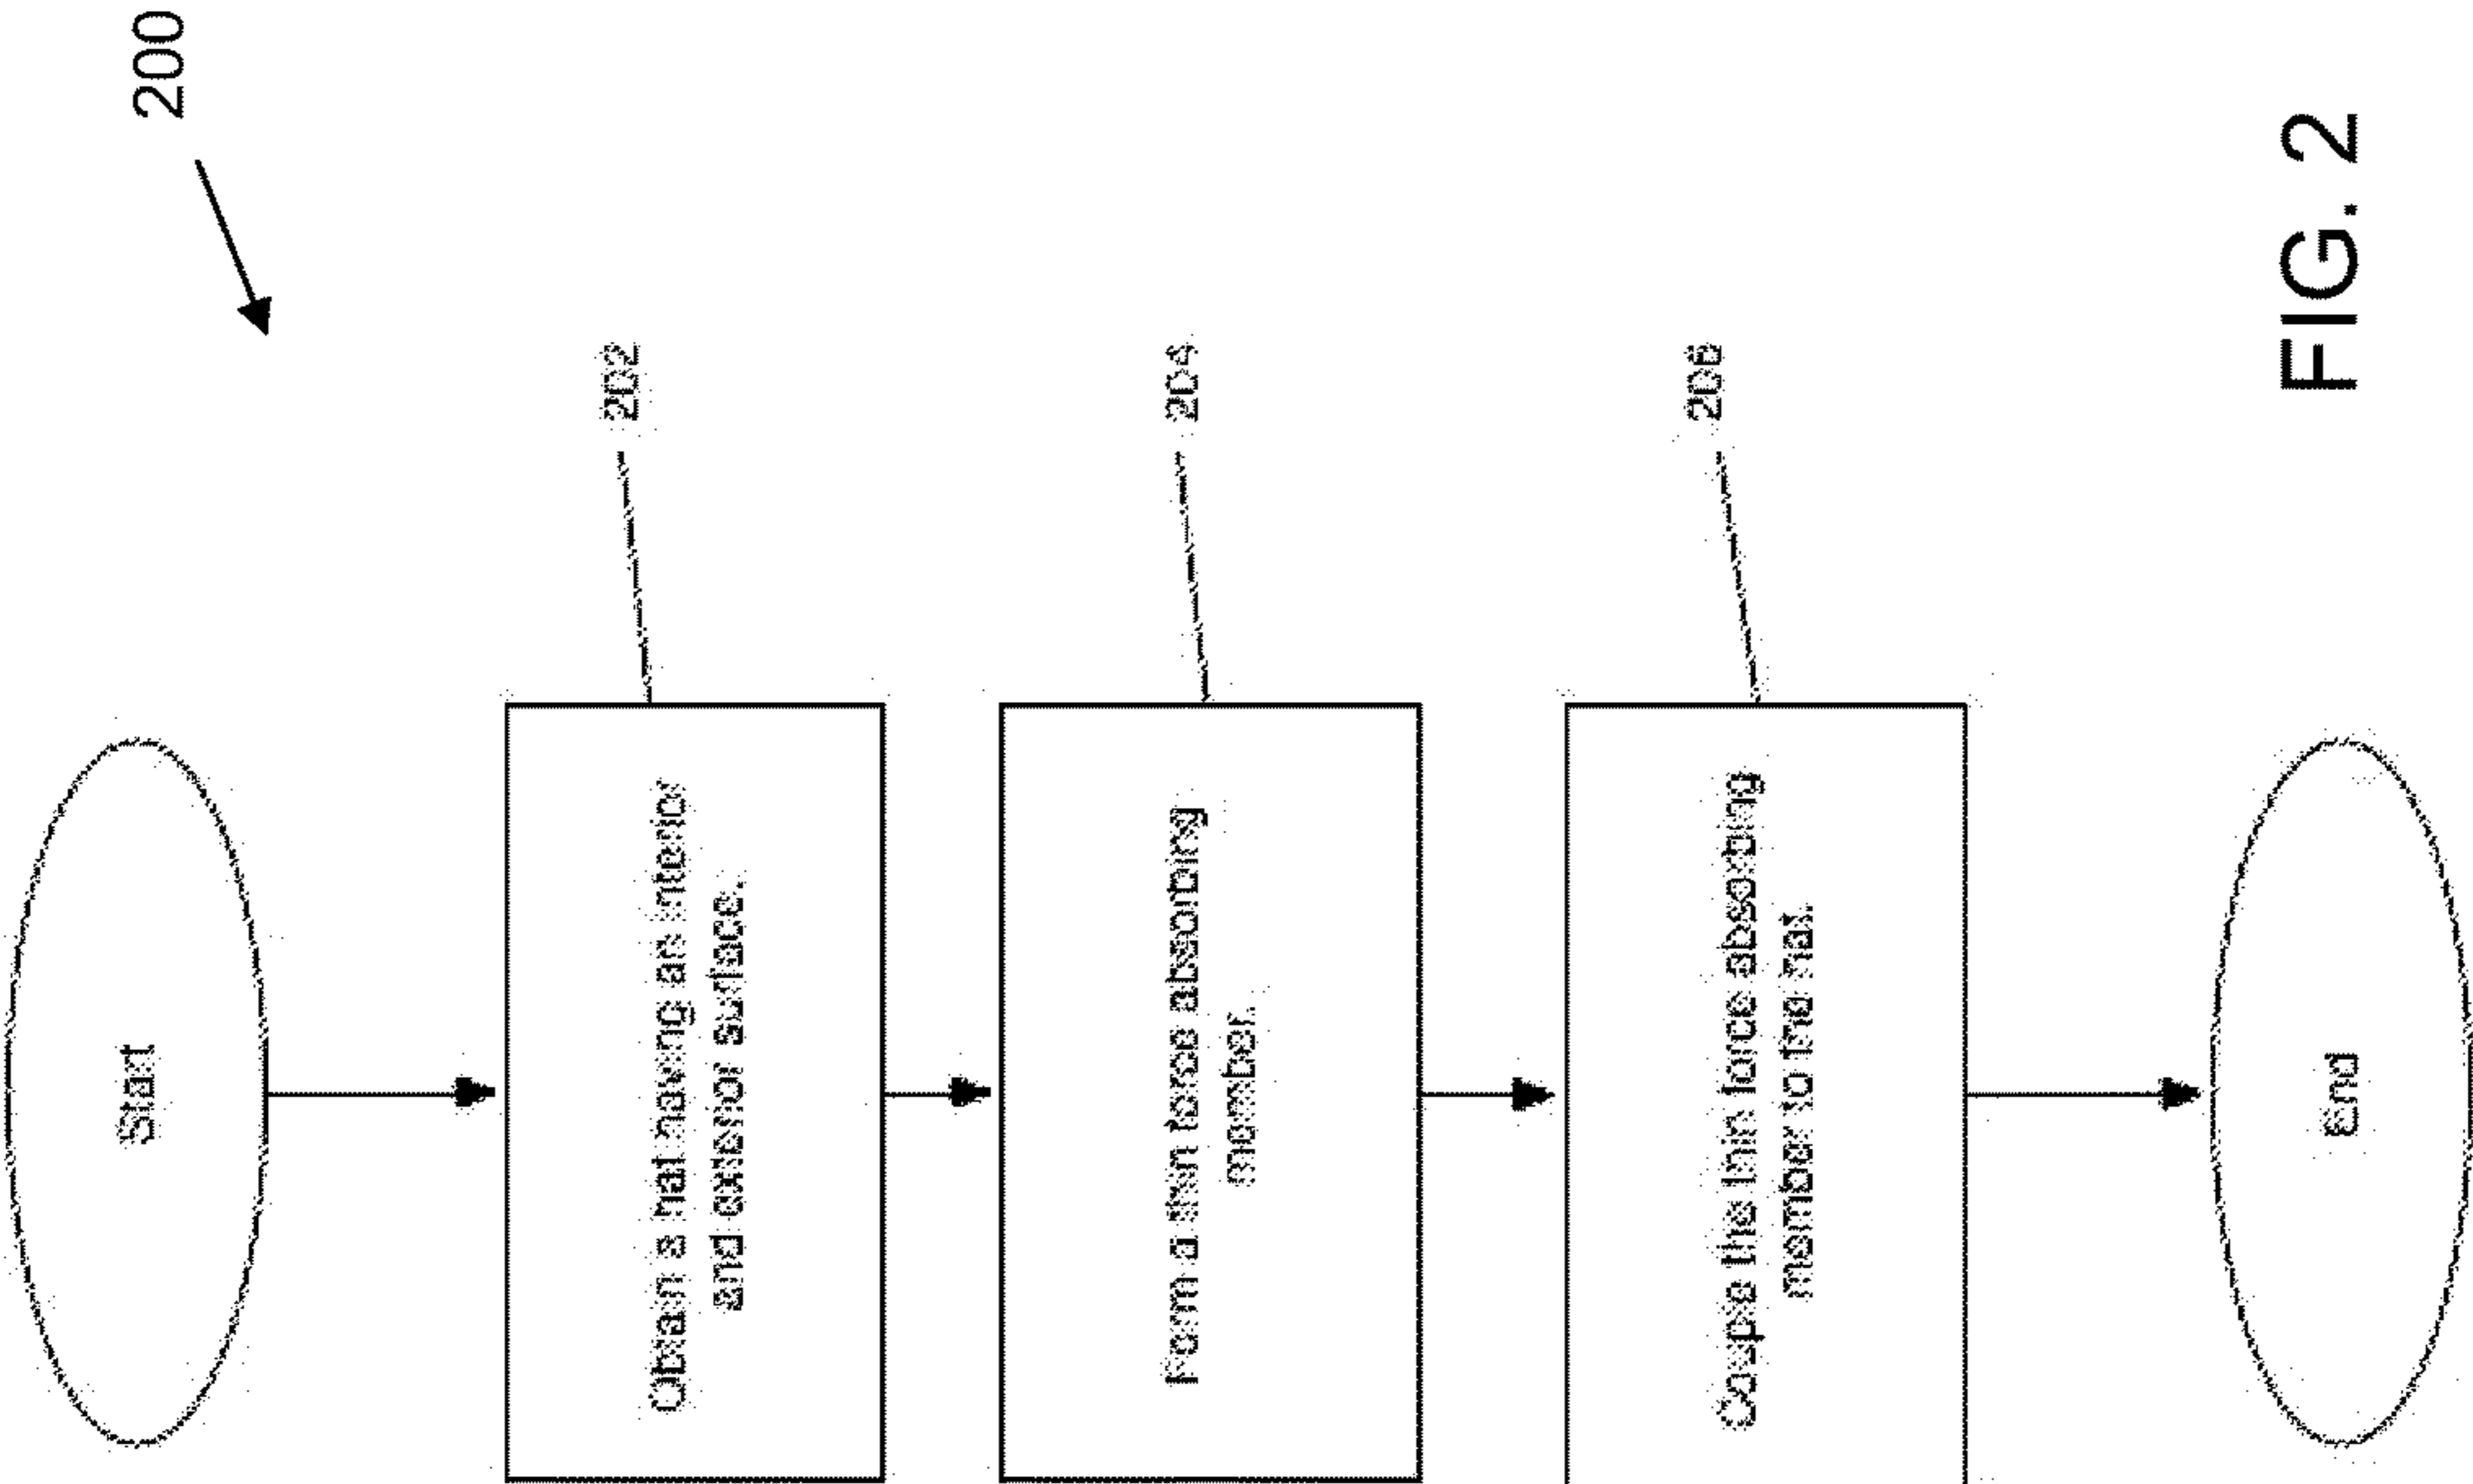 200
Start
Obtain a hat having an interior
and exterior surface.
202
Form a thin force absorbing
member.
204
Couple the thin force absorbing
member to the hat.
206
End
FIG. 2